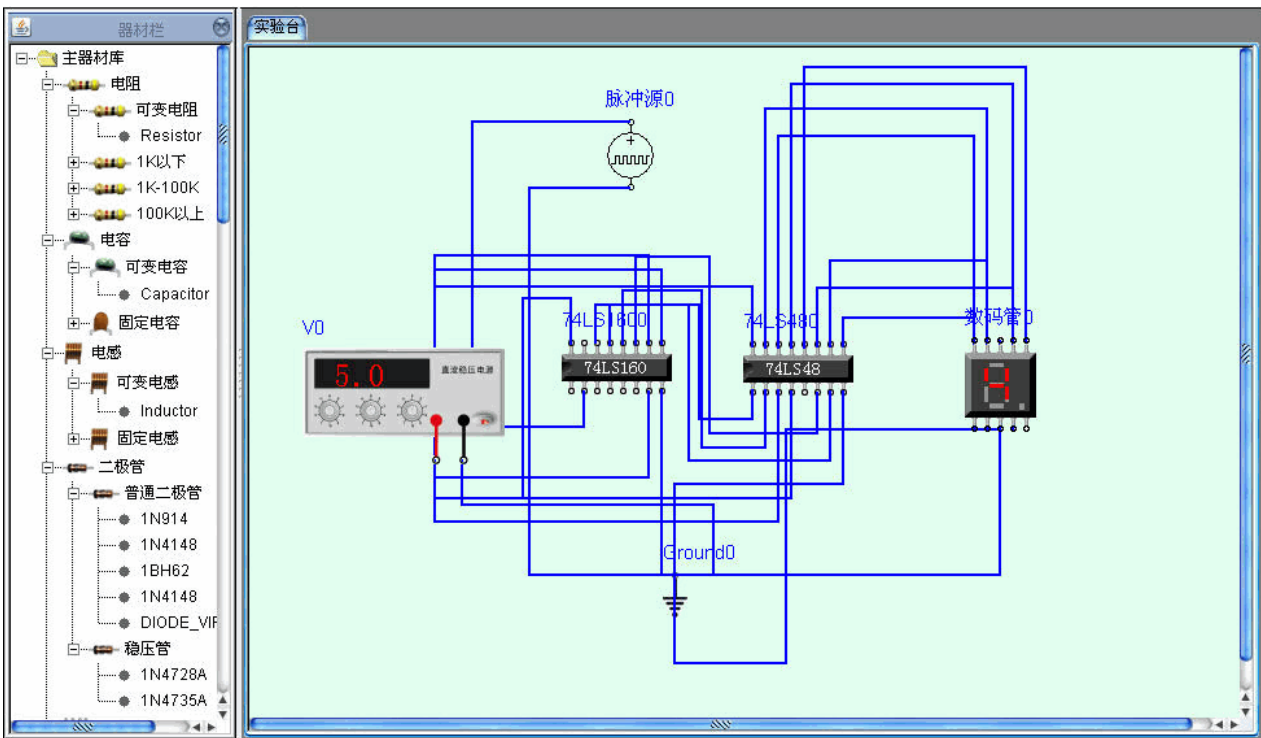 器材栏
主器材库
电阻
可变电阻
Resistor
1K以下
1K-100K
100K以上
电容
可变电容
Capacitor
固定电容
电感
可变电感
Inductor
固定电感
二极管
普通二极管
1N914
1N4148
1BH62
1N4148
DIODE_VIF
稳压管
1N4728A
1N4735A
实验台
脉冲源0
V0
5.0
直流稳压电源
74LS1600
74LS160
74LS480
74LS48
数码管0
Ground0